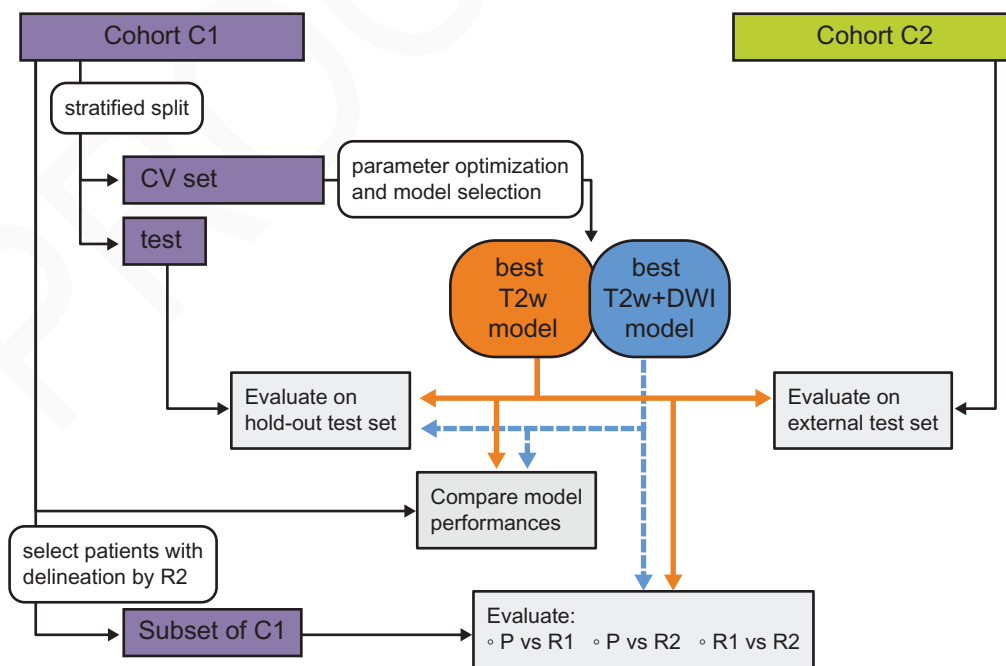 Cohort C1
Cohort C2
stratified split
CV set
parameter optimization
and model selection
test
best
T2w
model
best
T2w+DWI
model
Evaluate on
hold-out test set
Evaluate on
external test set
Compare model
performances
select patients with
delineation by R2
Subset of C1
Evaluate:
◦ P vs R1 ◦ P vs R2 ◦ R1 vs R2